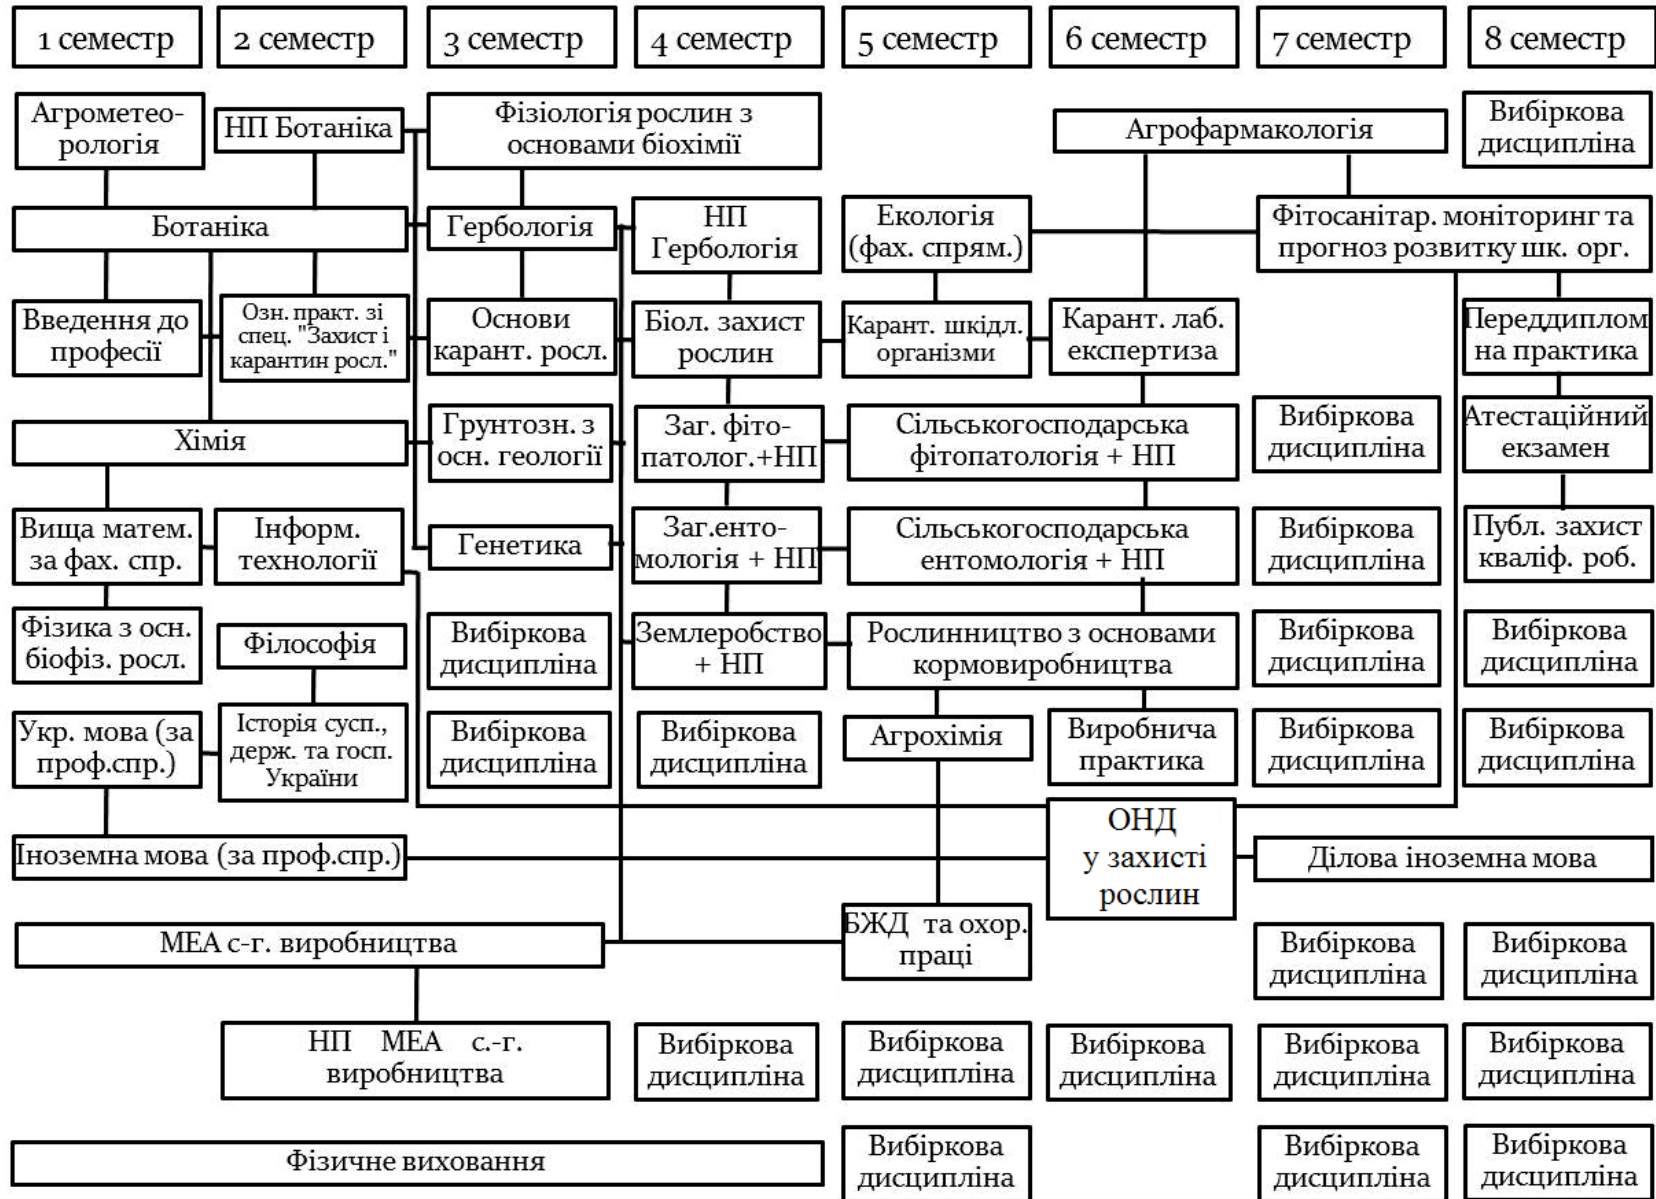 1 семестр
2 семестр
3 семестр
4 семестр
5 семестр
6 семестр
7 семестр
8 семестр
Агрометео-
рологія
НП Ботаніка
Фізіологія рослин з
основами біохімії
Агрофармакологія
Вибіркова
дисципліна
Ботаніка
Гербологія
НП
Гербологія
Екологія
(фах. спрям.)
Фітосанітар. моніторинг та
прогноз розвитку шк. орг.
Введення до
професії
Озн. практ. зі
спец. "Захист і
карантин росл."
Основи
карант. росл.
Біол. захист
рослин
Карант. шкідл.
організми
Карант. лаб.
експертиза
Переддиплом
на практика
Хімія
Грунтозн. з
осн. геології
Заг. фіто-
патолог.+НП
Сільськогосподарська
фітопатологія + НП
Вибіркова
дисципліна
Атестаційний
екзамен
Вища матем.
за фах. спр.
Інформ.
технології
Генетика
Заг.енто-
мологія + НП
Сільськогосподарська
ентомологія + НП
Вибіркова
дисципліна
Публ. захист
кваліф. роб.
Фізика з осн.
біофіз. росл.
Філософія
Вибіркова
дисципліна
Землеробство
+ НП
Рослинництво з основами
кормовиробництва
Вибіркова
дисципліна
Вибіркова
дисципліна
Укр. мова (за
проф.спр.)
Історія сусп.,
держ. та госп.
України
Вибіркова
дисципліна
Вибіркова
дисципліна
Агрохімія
Виробнича
практика
Вибіркова
дисципліна
Вибіркова
дисципліна
Іноземна мова (за проф.спр.)
ОНД
у захисті
рослин
Ділова іноземна мова
МЕА с-г. виробництва
БЖД та охор.
праці
Вибіркова
дисципліна
Вибіркова
дисципліна
НП МЕА с.-г.
виробництва
Вибіркова
дисципліна
Вибіркова
дисципліна
Вибіркова
дисципліна
Вибіркова
дисципліна
Вибіркова
дисципліна
Фізичне виховання
Вибіркова
дисципліна
Вибіркова
дисципліна
Вибіркова
дисципліна